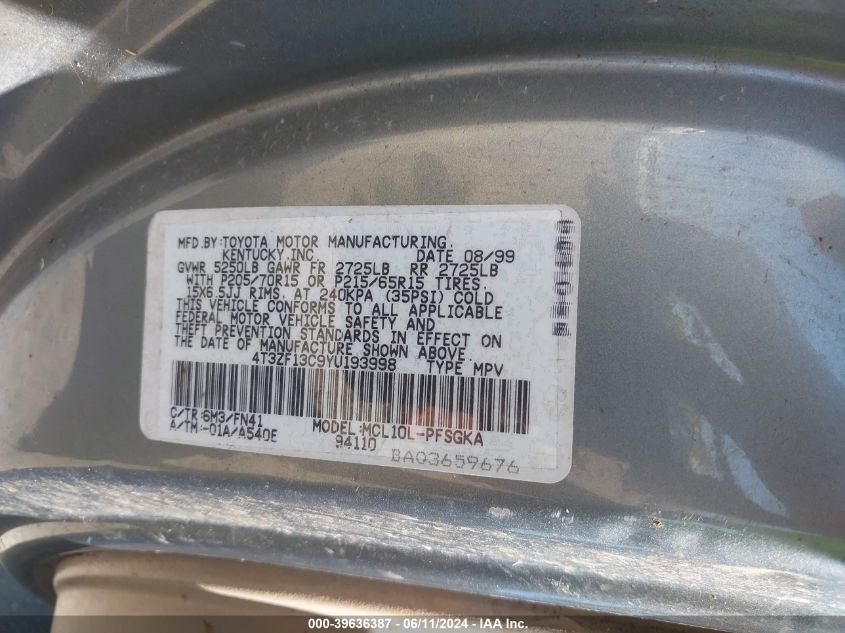 MFD.BY:TOYOTA MOTOR MANUFACTURING,
KENTUCKY,INC. DATE 08/99
GVWR 5250LB GAWR FR 2725LB RR 2725LB
WITH P205/70R15 OR P215/65R15 TIRES,
15X6.5JJ RIMS, AT 240KPA (35PSI) COLD
THIS VEHICLE CONFORMS TO ALL APPLICABLE
FEDERAL MOTOR VEHICLE SAFETY AND
THEFT PREVENTION STANDARDS IN EFFECT ON
THE DATE OF MANUFACTURE SHOWN ABOVE.
4T3ZF13C9YU193998 TYPE MPV
C/TR:6M3/FN41 MODEL:MCL10L-PFSGKA
A/TM:-01A/A540E 94110
BA03659676
000-39636387 - 06/11/2024 - IAA, Inc.